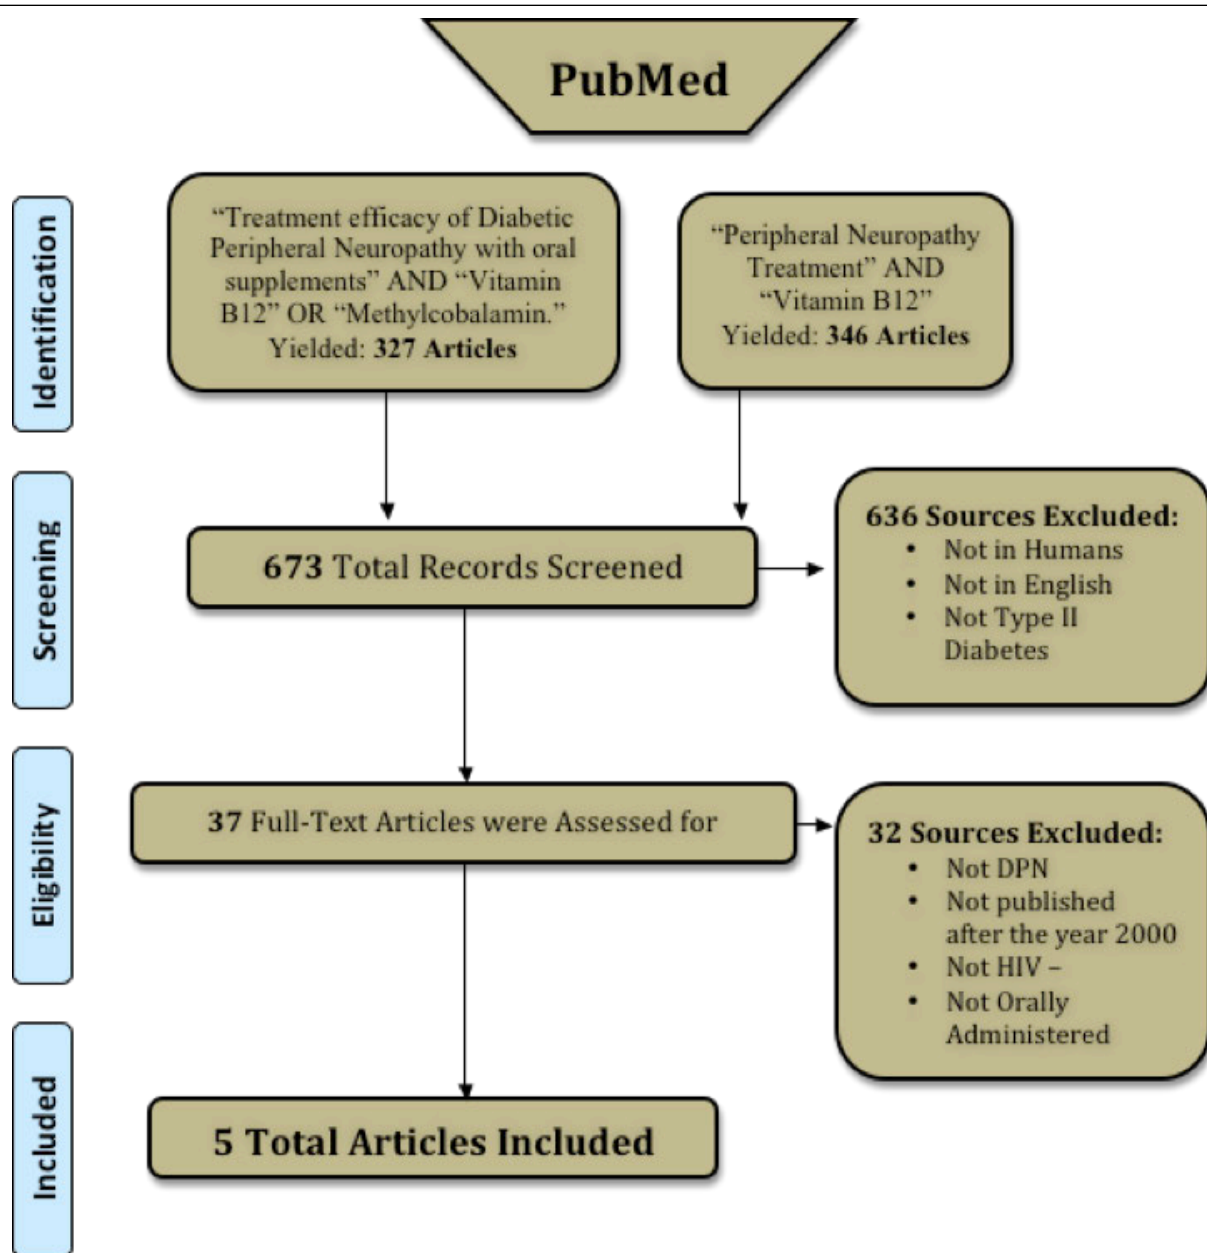 PubMed
Identification
“Treatment efficacy of Diabetic
Peripheral Neuropathy with oral
supplements” AND “Vitamin
B12” OR “Methylcobalamin.”
Yielded: 327 Articles
“Peripheral Neuropathy
Treatment” AND
“Vitamin B12”
Yielded: 346 Articles
Screening
673 Total Records Screened
636 Sources Excluded:
• Not in Humans
• Not in English
• Not Type II
Diabetes
Eligibility
37 Full-Text Articles were Assessed for
32 Sources Excluded:
• Not DPN
• Not published
after the year 2000
• Not HIV –
• Not Orally
Administered
Included
5 Total Articles Included